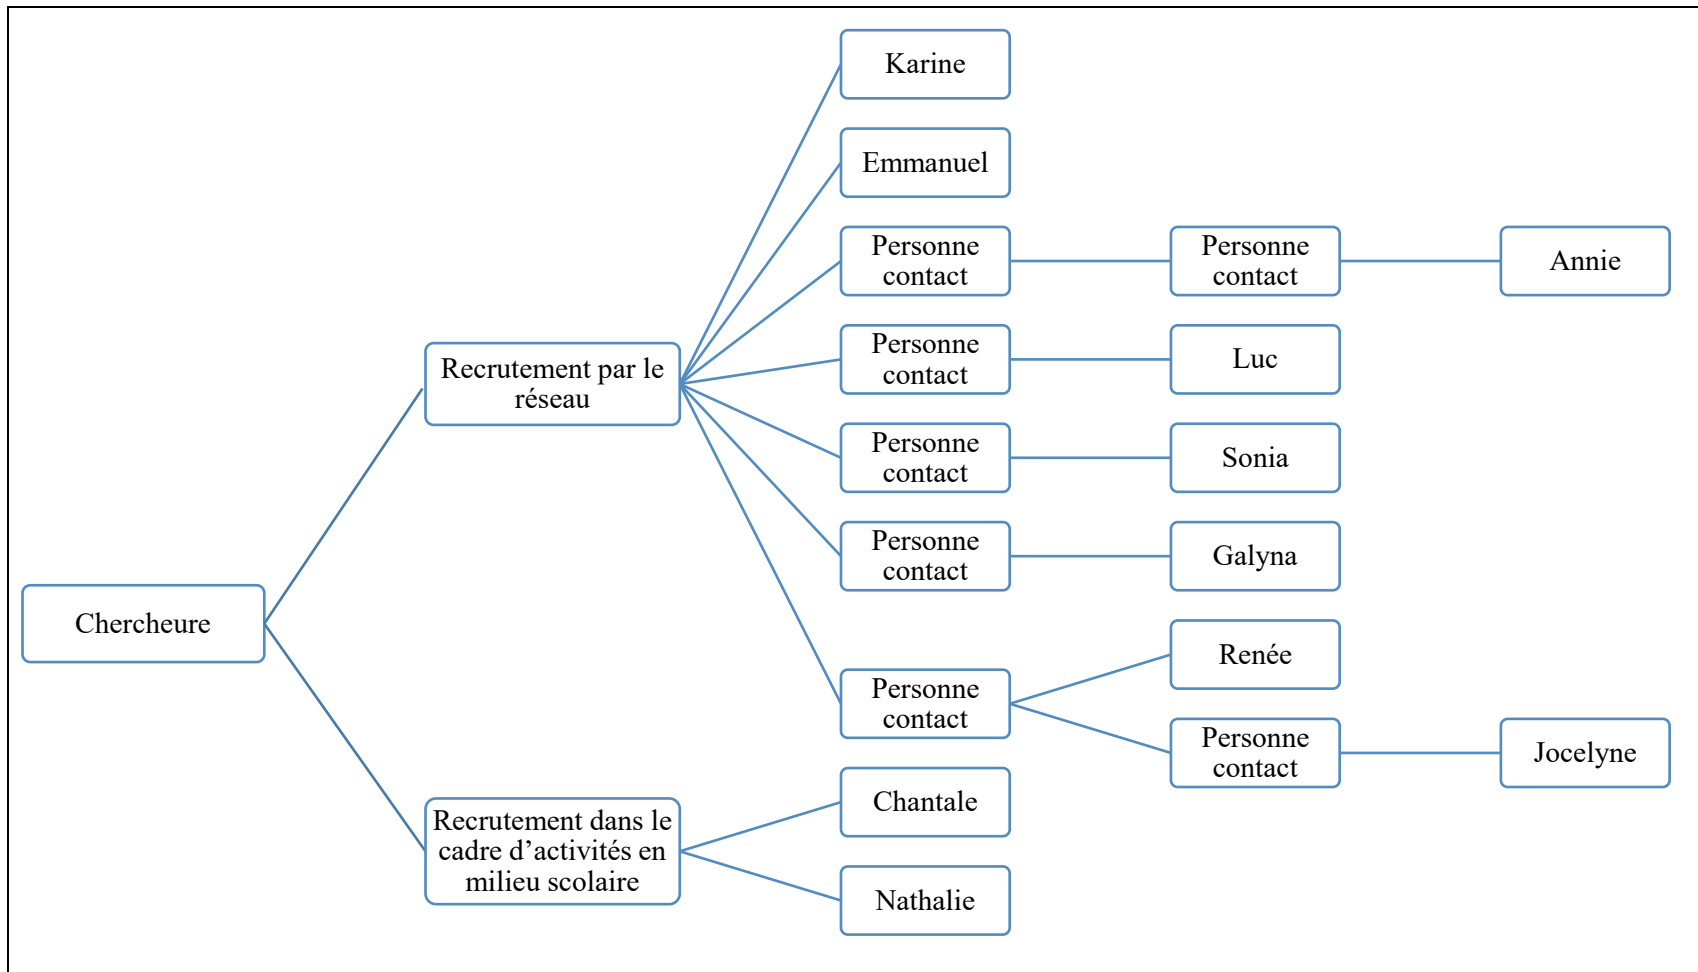 Karine
Emmanuel
Personne
contact
Personne
contact
Annie
Personne
contact
Luc
Recrutement par le
réseau
Personne
contact
Sonia
Personne
contact
Galyna
Chercheure
Renée
Personne
contact
Personne
contact
Jocelyne
Chantale
Recrutement dans le
cadre d’activités en
milieu scolaire
Nathalie